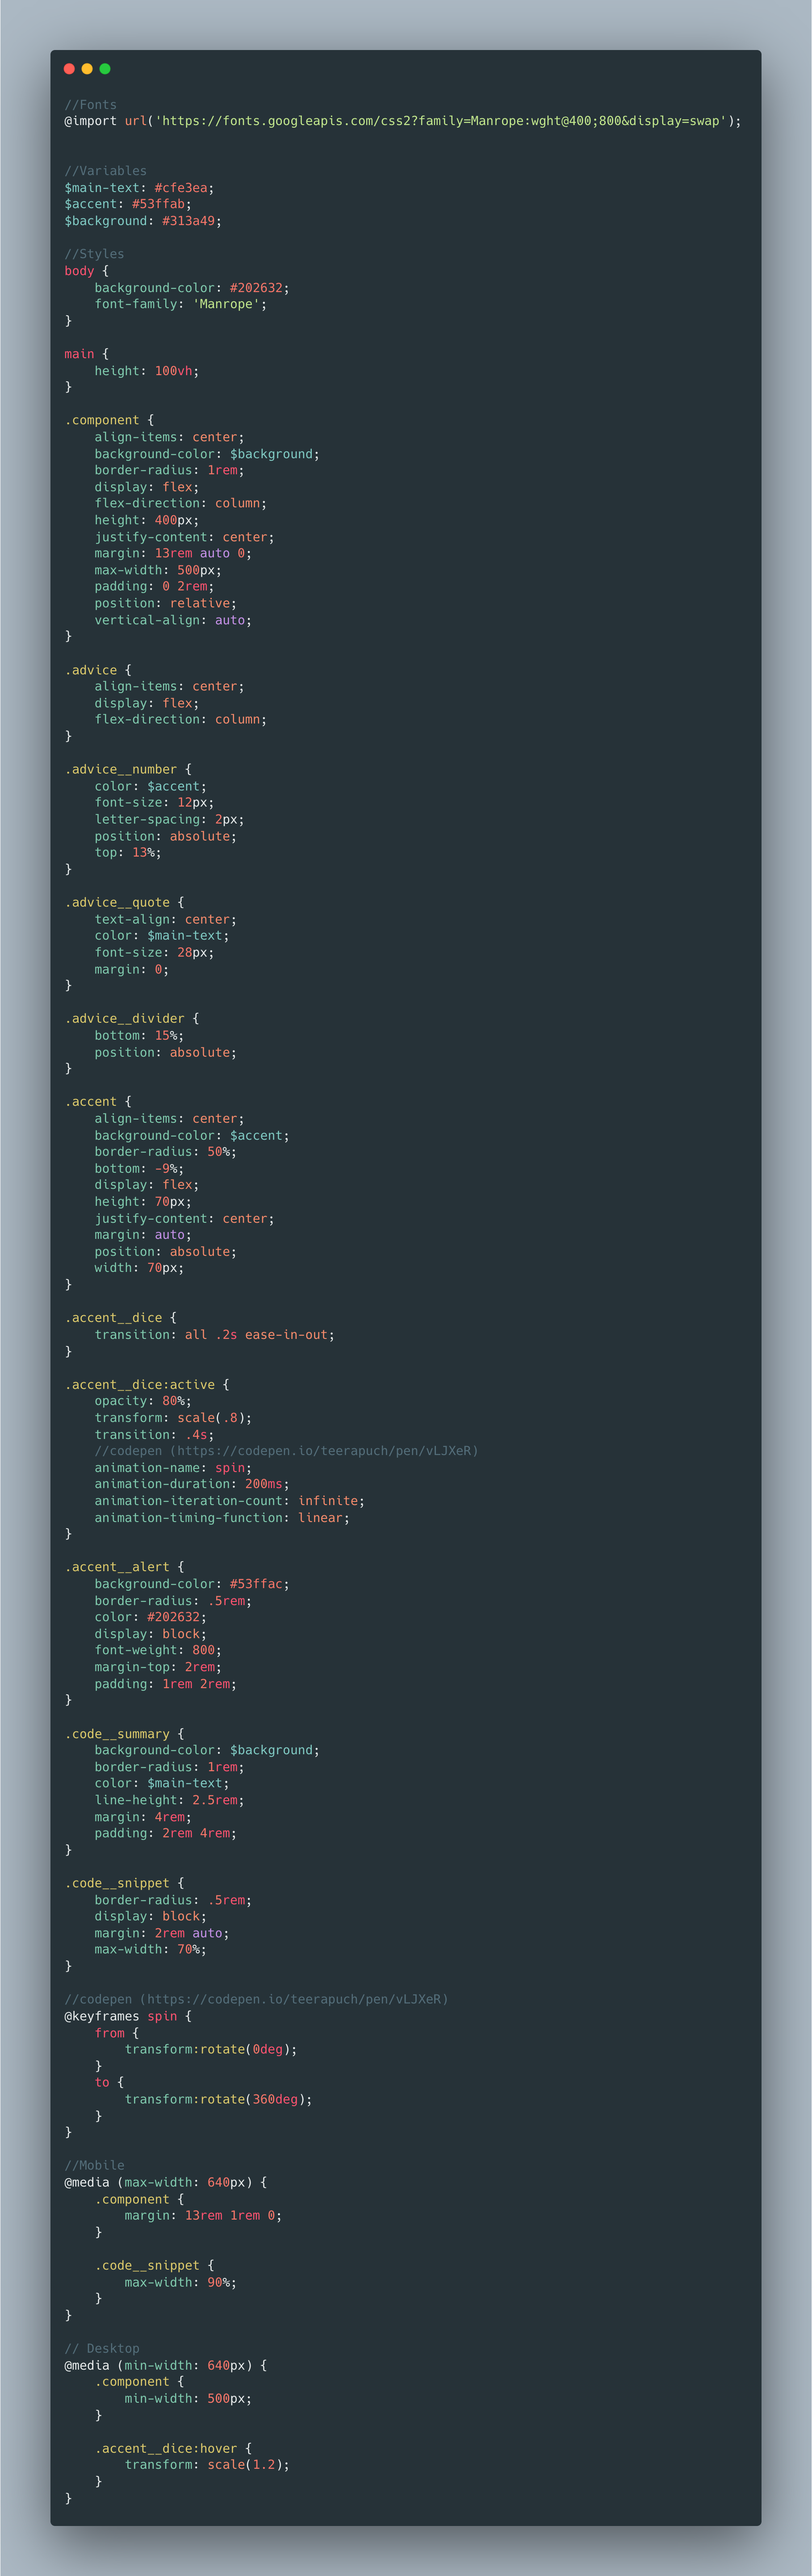 //Fonts
@import url('https://fonts.googleapis.com/css2?family=Manrope:wght@400;800&display=swap');
//Variables
$main-text: #cfe3ea;
$accent: #53ffab;
$background: #313a49;
//Styles
body {
    background-color: #202632;
    font-family: 'Manrope';
}
main {
    height: 100vh;
}
.component {
    align-items: center;
    background-color: $background;
    border-radius: 1rem;
    display: flex;
    flex-direction: column;
    height: 400px;
    justify-content: center;
    margin: 13rem auto 0;
    max-width: 500px;
    padding: 0 2rem;
    position: relative;
    vertical-align: auto;
}
.advice {
    align-items: center;
    display: flex;
    flex-direction: column;
}
.advice__number {
    color: $accent;
    font-size: 12px;
    letter-spacing: 2px;
    position: absolute;
    top: 13%;
}
.advice__quote {
    text-align: center;
    color: $main-text;
    font-size: 28px;
    margin: 0;
}
.advice__divider {
    bottom: 15%;
    position: absolute;
}
.accent {
    align-items: center;
    background-color: $accent;
    border-radius: 50%;
    bottom: -9%;
    display: flex;
    height: 70px;
    justify-content: center;
    margin: auto;
    position: absolute;
    width: 70px;
}
.accent__dice {
    transition: all .2s ease-in-out;
}
.accent__dice:active {
    opacity: 80%;
    transform: scale(.8);
    transition: .4s;
    //codepen (https://codepen.io/teerapuch/pen/vLJXeR)
    animation-name: spin;
    animation-duration: 200ms;
    animation-iteration-count: infinite;
    animation-timing-function: linear;
}
.accent__alert {
    background-color: #53ffac;
    border-radius: .5rem;
    color: #202632;
    display: block;
    font-weight: 800;
    margin-top: 2rem;
    padding: 1rem 2rem;
}
.code__summary {
    background-color: $background;
    border-radius: 1rem;
    color: $main-text;
    line-height: 2.5rem;
    margin: 4rem;
    padding: 2rem 4rem;
}
.code__snippet {
    border-radius: .5rem;
    display: block;
    margin: 2rem auto;
    max-width: 70%;
}
//codepen (https://codepen.io/teerapuch/pen/vLJXeR)
@keyframes spin {
    from {
        transform:rotate(0deg);
    }
    to {
        transform:rotate(360deg);
    }
}
//Mobile
@media (max-width: 640px) {
    .component {
        margin: 13rem 1rem 0;
    }
    .code__snippet {
        max-width: 90%;
    }
}
// Desktop
@media (min-width: 640px) {
    .component {
        min-width: 500px;
    }
    .accent__dice:hover {
        transform: scale(1.2);
    }
}